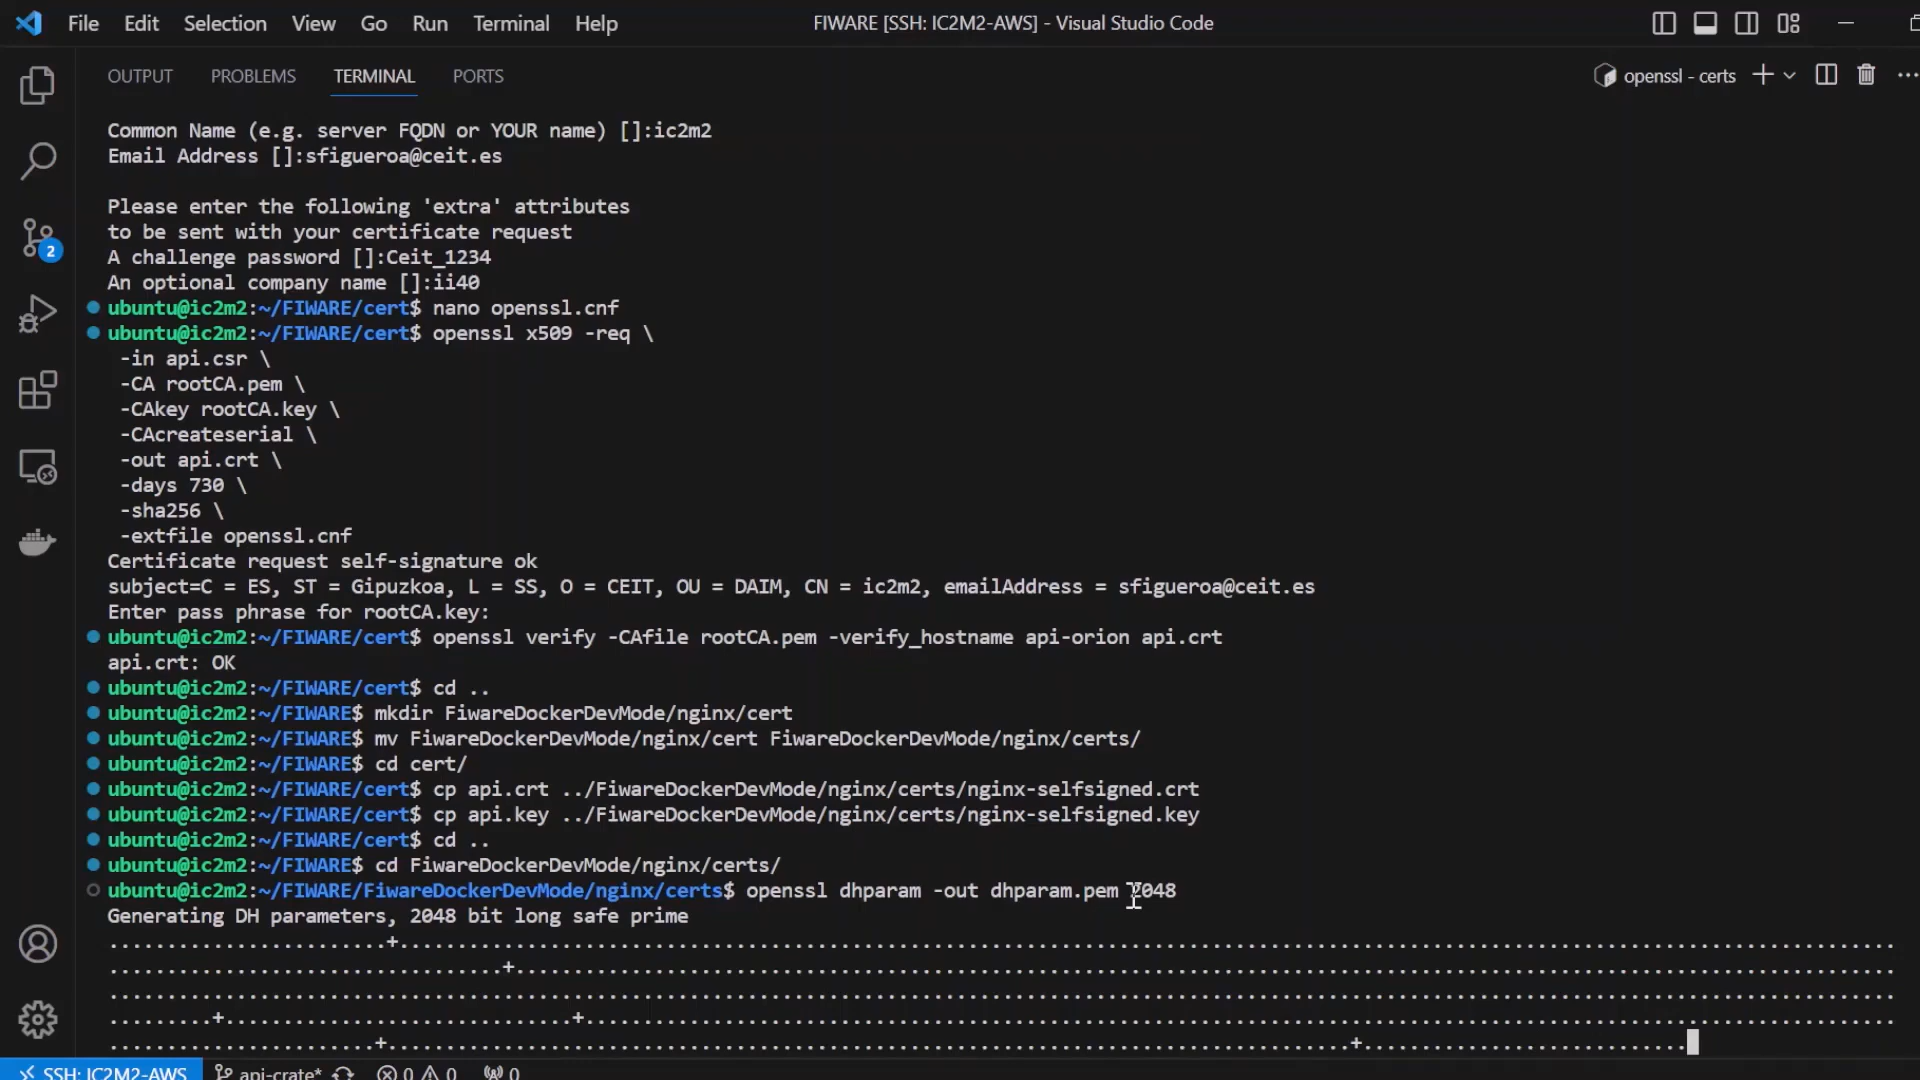 File Edit Selection View Go Run Terminal Help FIWARE [SSH: IC2M2-AWS] - Visual Studio Code
OUTPUT PROBLEMS TERMINAL PORTS openssl - certs
Common Name (e.g. server FQDN or YOUR name) []:ic2m2
Email Address []:sfigueroa@ceit.es
Please enter the following 'extra' attributes
to be sent with your certificate request
A challenge password []:Ceit_1234
An optional company name []:ii40
ubuntu@ic2m2:~/FIWARE/cert$ nano openssl.cnf
ubuntu@ic2m2:~/FIWARE/cert$ openssl x509 -req \
-in api.csr \
-CA rootCA.pem \
-CAkey rootCA.key \
-CAcreateserial \
-out api.crt \
-days 730 \
-sha256 \
-extfile openssl.cnf
Certificate request self-signature ok
subject=C = ES, ST = Gipuzkoa, L = SS, O = CEIT, OU = DAIM, CN = ic2m2, emailAddress = sfigueroa@ceit.es
Enter pass phrase for rootCA.key:
ubuntu@ic2m2:~/FIWARE/cert$ openssl verify -CAfile rootCA.pem -verify_hostname api-orion api.crt
api.crt: OK
ubuntu@ic2m2:~/FIWARE/cert$ cd ..
ubuntu@ic2m2:~/FIWARE$ mkdir FiwareDockerDevMode/nginx/cert
ubuntu@ic2m2:~/FIWARE$ mv FiwareDockerDevMode/nginx/cert FiwareDockerDevMode/nginx/certs/
ubuntu@ic2m2:~/FIWARE$ cd cert/
ubuntu@ic2m2:~/FIWARE/cert$ cp api.crt ../FiwareDockerDevMode/nginx/certs/nginx-selfsigned.crt
ubuntu@ic2m2:~/FIWARE/cert$ cp api.key ../FiwareDockerDevMode/nginx/certs/nginx-selfsigned.key
ubuntu@ic2m2:~/FIWARE/cert$ cd ..
ubuntu@ic2m2:~/FIWARE$ cd FiwareDockerDevMode/nginx/certs/
ubuntu@ic2m2:~/FIWARE/FiwareDockerDevMode/nginx/certs$ openssl dhparam -out dhparam.pem 2048
Generating DH parameters, 2048 bit long safe prime
2
SSH: IC2M2-AWS api-crate* 0 0 0